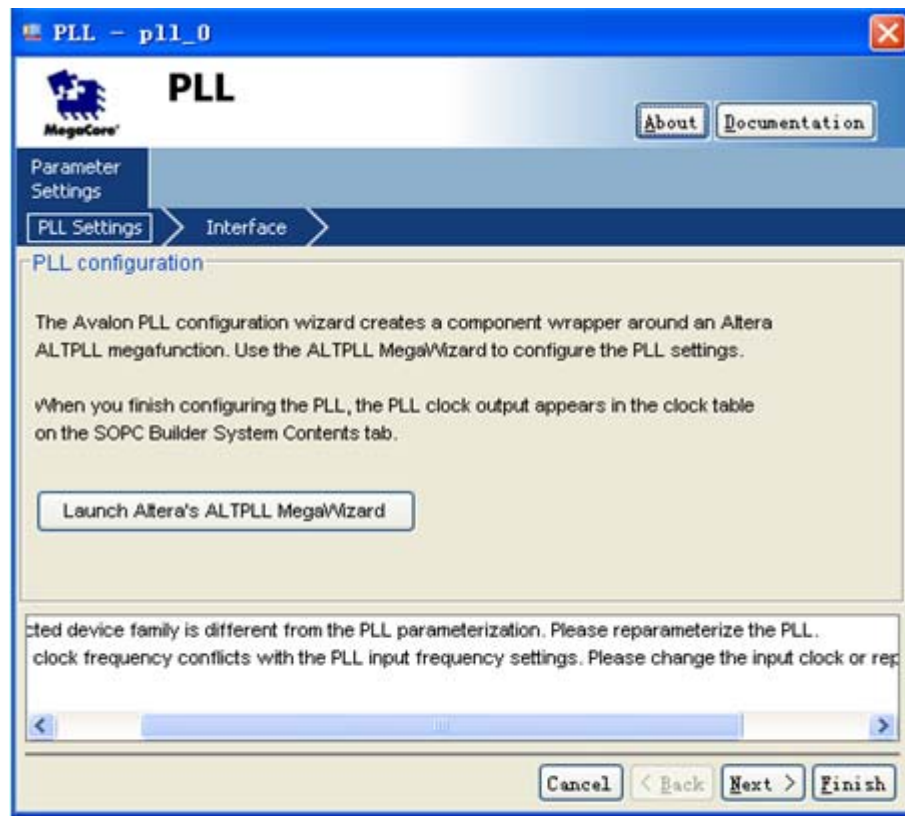 PLL - pll_0
PLL
MegaCore'
About
Documentation
Parameter
Settings
PLL Settings
Interface
PLL configuration
The Avalon PLL configuration wizard creates a component wrapper around an Altera
ALTPLL megafunction. Use the ALTPLL MegaWizard to configure the PLL settings.
When you finish configuring the PLL, the PLL clock output appears in the clock table
on the SOPC Builder System Contents tab.
Launch Altera's ALTPLL MegaWizard
cted device family is different from the PLL parameterization. Please reparameterize the PLL.
clock frequency conflicts with the PLL input frequency settings. Please change the input clock or rep
Cancel
< Back
Next >
Finish